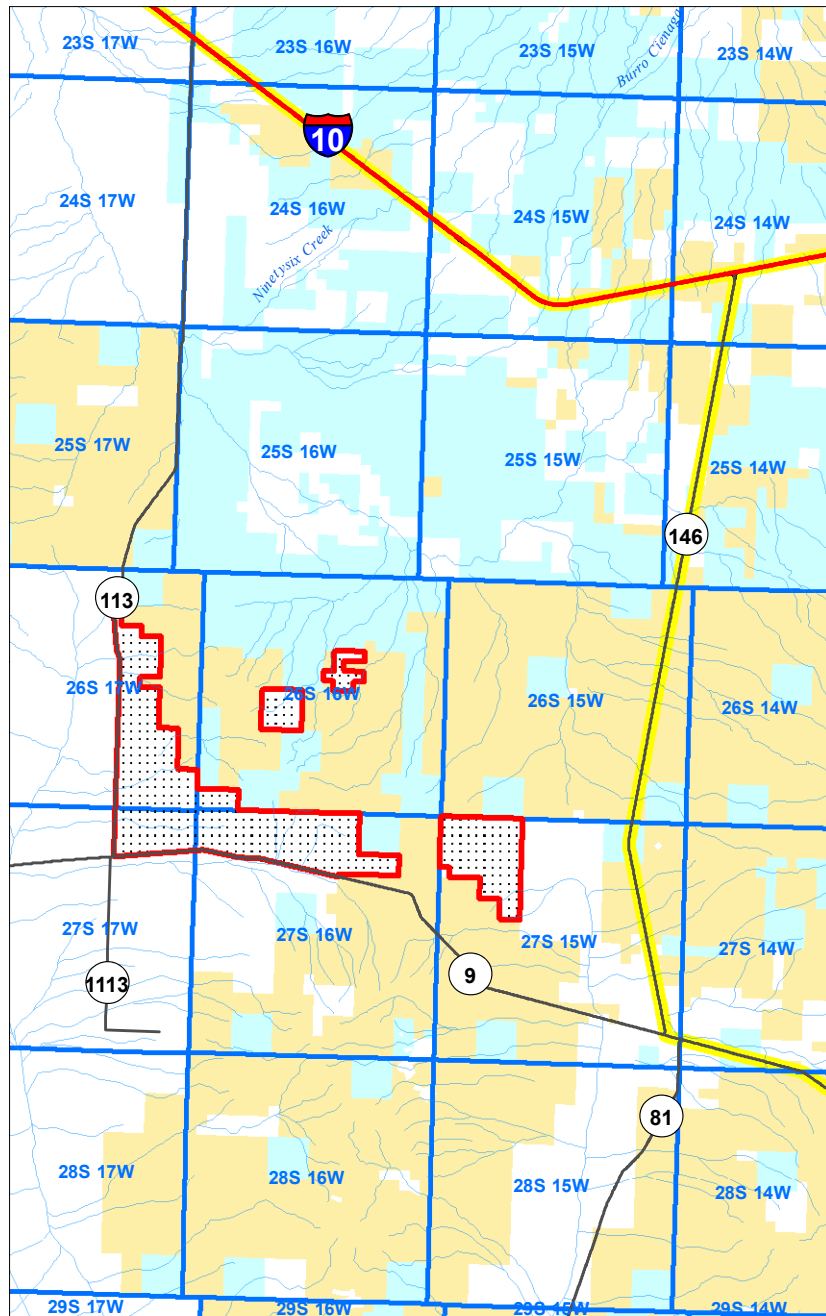 23S 17W
23S 16W
23S 15W
23S 14W
Burro Cienaga
10
24S 17W
24S 16W
24S 15W
24S 14W
Ninetysix Creek
25S 17W
25S 16W
25S 15W
25S 14W
146
113
26S 17W
26S 16W
26S 15W
26S 14W
27S 17W
27S 16W
27S 15W
27S 14W
9
1113
81
28S 17W
28S 16W
28S 15W
28S 14W
29S 17W
29S 16W
29S 15W
29S 14W